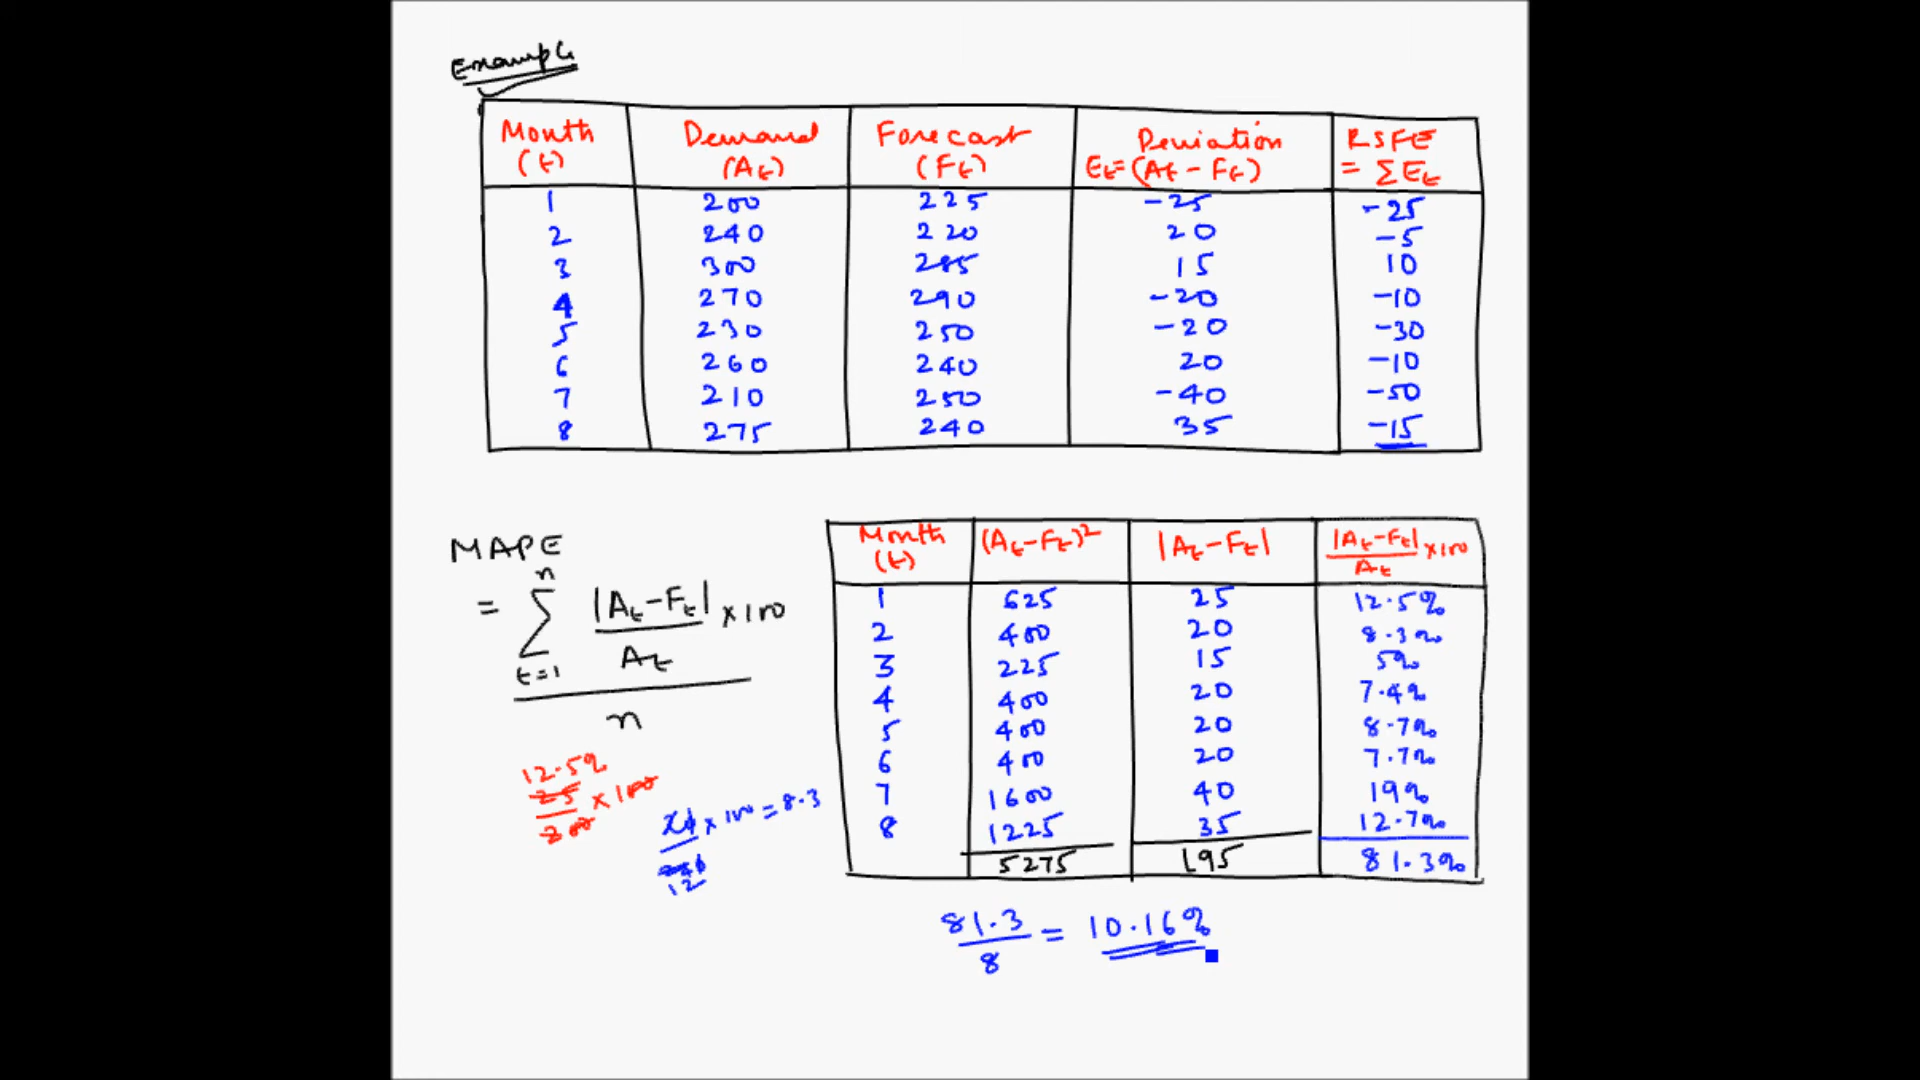 Example
Month (t) Demand (At) Forecast (Ft) Deviation Et=(At-Ft) RSFE = ΣEt
1 200 225 -25 -25
2 240 220 20 -5
3 300 285 15 10
4 270 290 -20 -10
5 230 250 -20 -30
6 260 240 20 -10
7 210 250 -40 -50
8 275 240 35 -15
MAPE
= n Σ t=1 |At-Ft| / At ×100
n
12.5%
25 / 200 ×100
×100 = 8.3
12
Month (t) (At-Ft)² |At-Ft| |At-Ft| / At ×100
1 625 25 12.5%
2 400 20 8.3%
3 225 15 5%
4 400 20 7.4%
5 400 20 8.7%
6 400 20 7.7%
7 1600 40 19%
8 1225 35 12.7%
5275 195 81.3%
81.3 / 8 = 10.16%